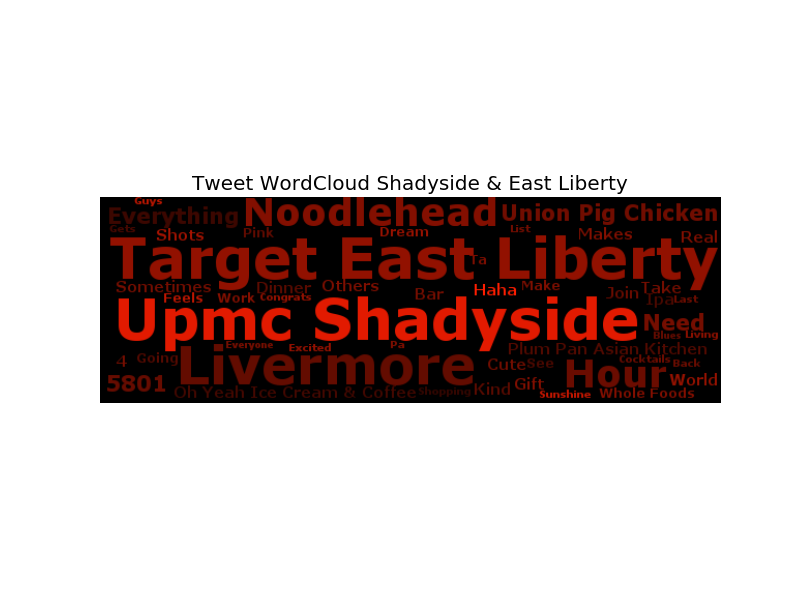 Tweet WordCloud Shadyside & East Liberty
Guys
Everything Noodlehead Union Pig Chicken
Gets Shots Pink Dream List Makes Real
Target East Liberty
Ta
Sometimes Dinner Others Bar Haha Make Join Take
Feels Work Congrats Ipa Last
Upmc Shadyside Need
Blues Living
Everyone Excited Pa
4 Going Livermore Plum Pan Asian Kitchen
Cute See Hour Cocktails Back
5801 Kind Gift World
Oh Yeah Ice Cream & Coffee Shopping Sunshine Whole Foods